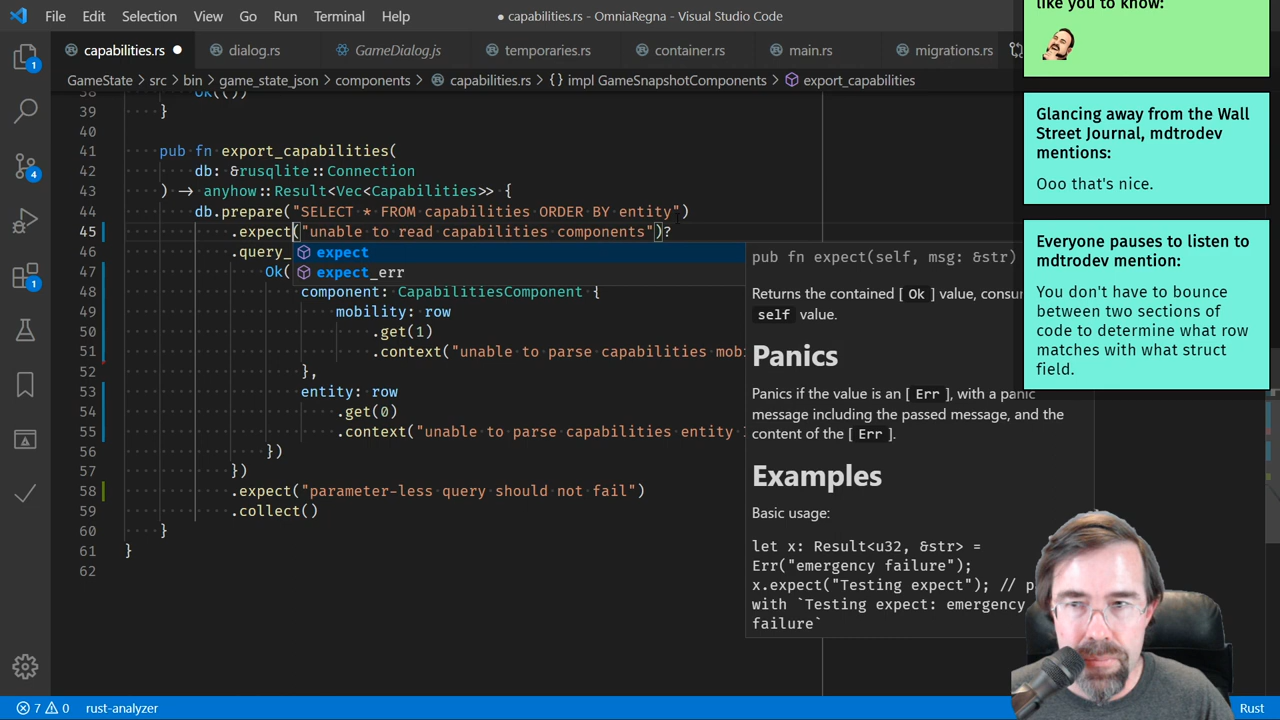 File Edit Selection View Go Run Terminal Help
● capabilities.rs - OmniaRegna - Visual Studio Code
capabilities.rs ●
dialog.rs
GameDialog.js
temporaries.rs
container.rs
main.rs
migrations.rs
GameState > src > bin > game_state_json > components > capabilities.rs > {} impl GameSnapshotComponents > export_capabilities
38 Ok(())
39 }
40
41 pub fn export_capabilities(
42 db: &rusqlite::Connection
43 ) -> anyhow::Result<Vec<Capabilities>> {
44 db.prepare("SELECT * FROM capabilities ORDER BY entity")
45 .expect("unable to read capabilities components")?
46 .query_
47 Ok(
48 component: CapabilitiesComponent {
49 mobility: row
50 .get(1)
51 .context("unable to parse capabilities mobi
52 },
53 entity: row
54 .get(0)
55 .context("unable to parse capabilities entity
56 })
57 })
58 .expect("parameter-less query should not fail")
59 .collect()
60 }
61 }
62
expect
expect_err
pub fn expect(self, msg: &str)
Returns the contained [ Ok ] value, consu
self value.
Panics
Panics if the value is an [ Err ], with a panic
message including the passed message, and the
content of the [ Err ].
Examples
Basic usage:
let x: Result<u32, &str> =
Err("emergency failure");
x.expect("Testing expect"); // p
with `Testing expect: emergency
failure`
like you to know:
Glancing away from the Wall
Street Journal, mdtrodev
mentions:
Ooo that's nice.
Everyone pauses to listen to
mdtrodev mention:
You don't have to bounce
between two sections of
code to determine what row
matches with what struct
field.
1
4
1
7 0 rust-analyzer
Rust